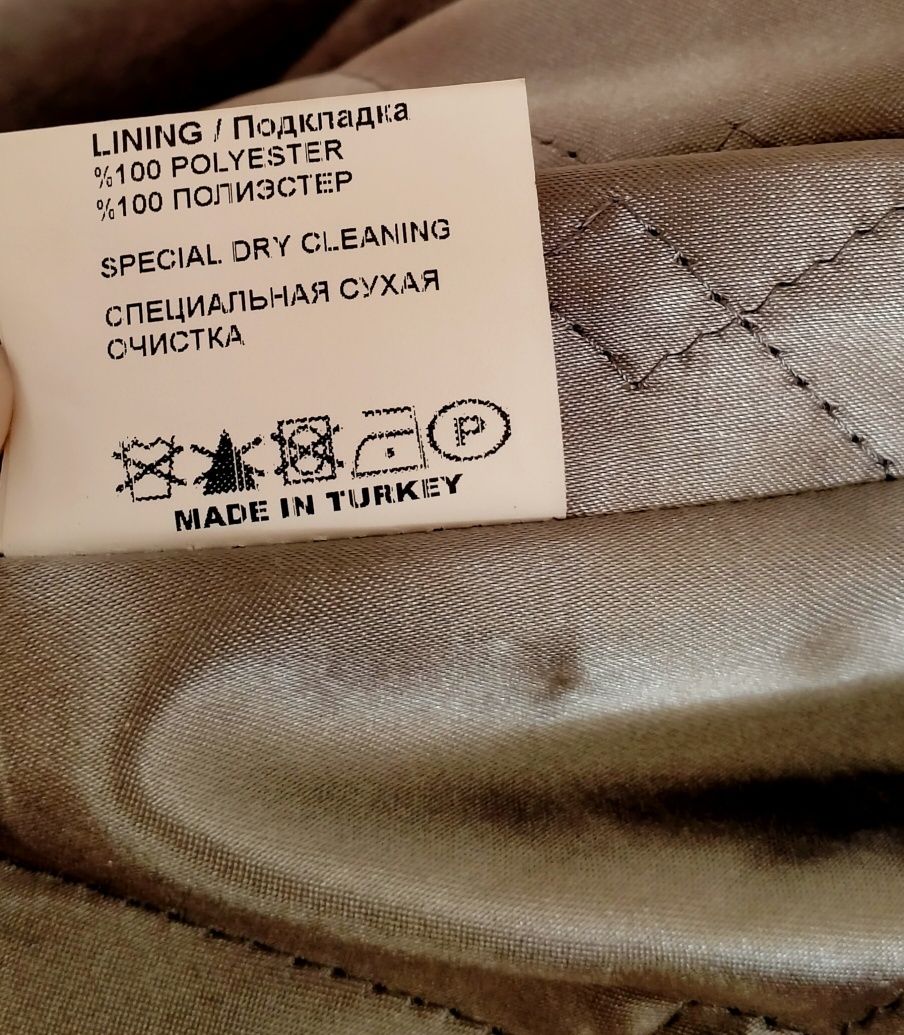 LINING / Подкладка
%100 POLYESTER
%100 ПОЛИЭСТЕР
SPECIAL DRY CLEANING
СПЕЦИАЛЬНАЯ СУХАЯ
ОЧИСТКА
P
MADE IN TURKEY